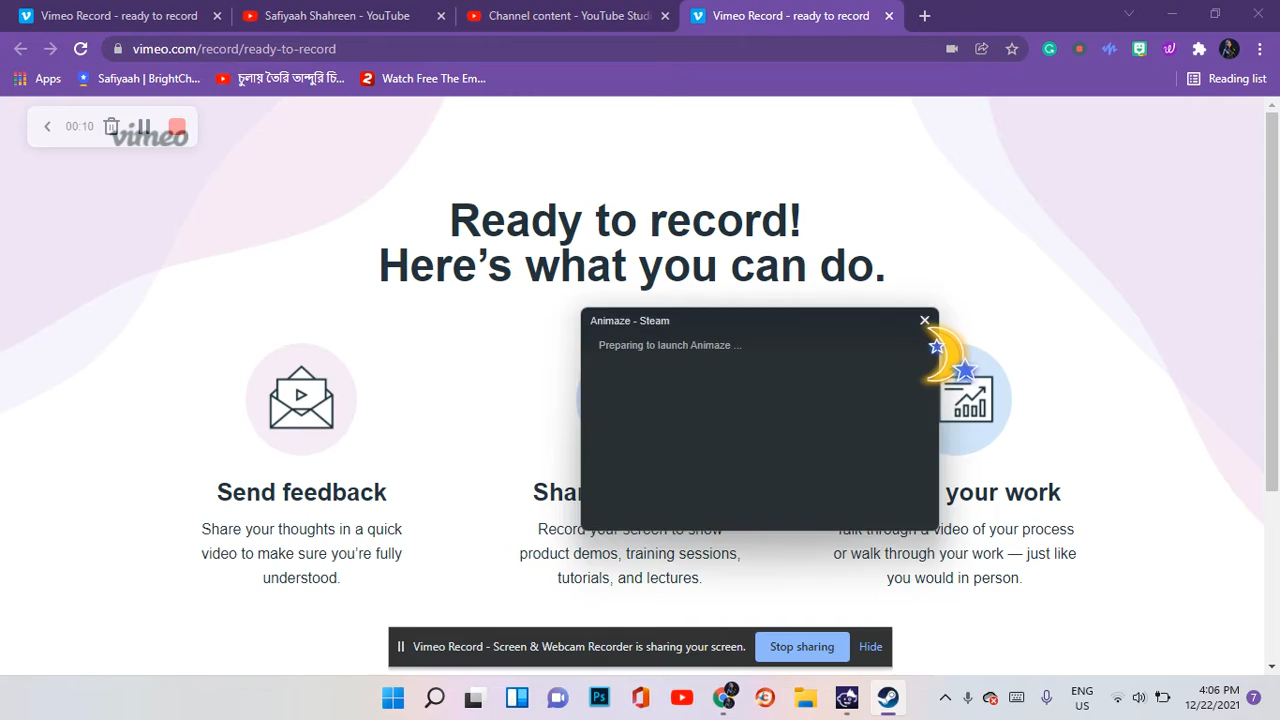 Vimeo Record - ready to record
Safiyaah Shahreen - YouTube
Channel content - YouTube Studi
Vimeo Record - ready to record
vimeo.com/record/ready-to-record
Apps
Safiyaah | BrightCh...
চুলায় তৈরি তান্দুরি চি...
2
Watch Free The Em...
Reading list
00:10
vimeo
Ready to record!
Here's what you can do.
Animaze - Steam
Preparing to launch Animaze ...
Send feedback
Share your thoughts in a quick
video to make sure you're fully
understood.
Record your screen to show
product demos, training sessions,
tutorials, and lectures.
your work
Talk through a video of your process
or walk through your work — just like
you would in person.
Vimeo Record - Screen & Webcam Recorder is sharing your screen.
Stop sharing
Hide
Ps
ENG
US
4:06 PM
12/22/2021
7